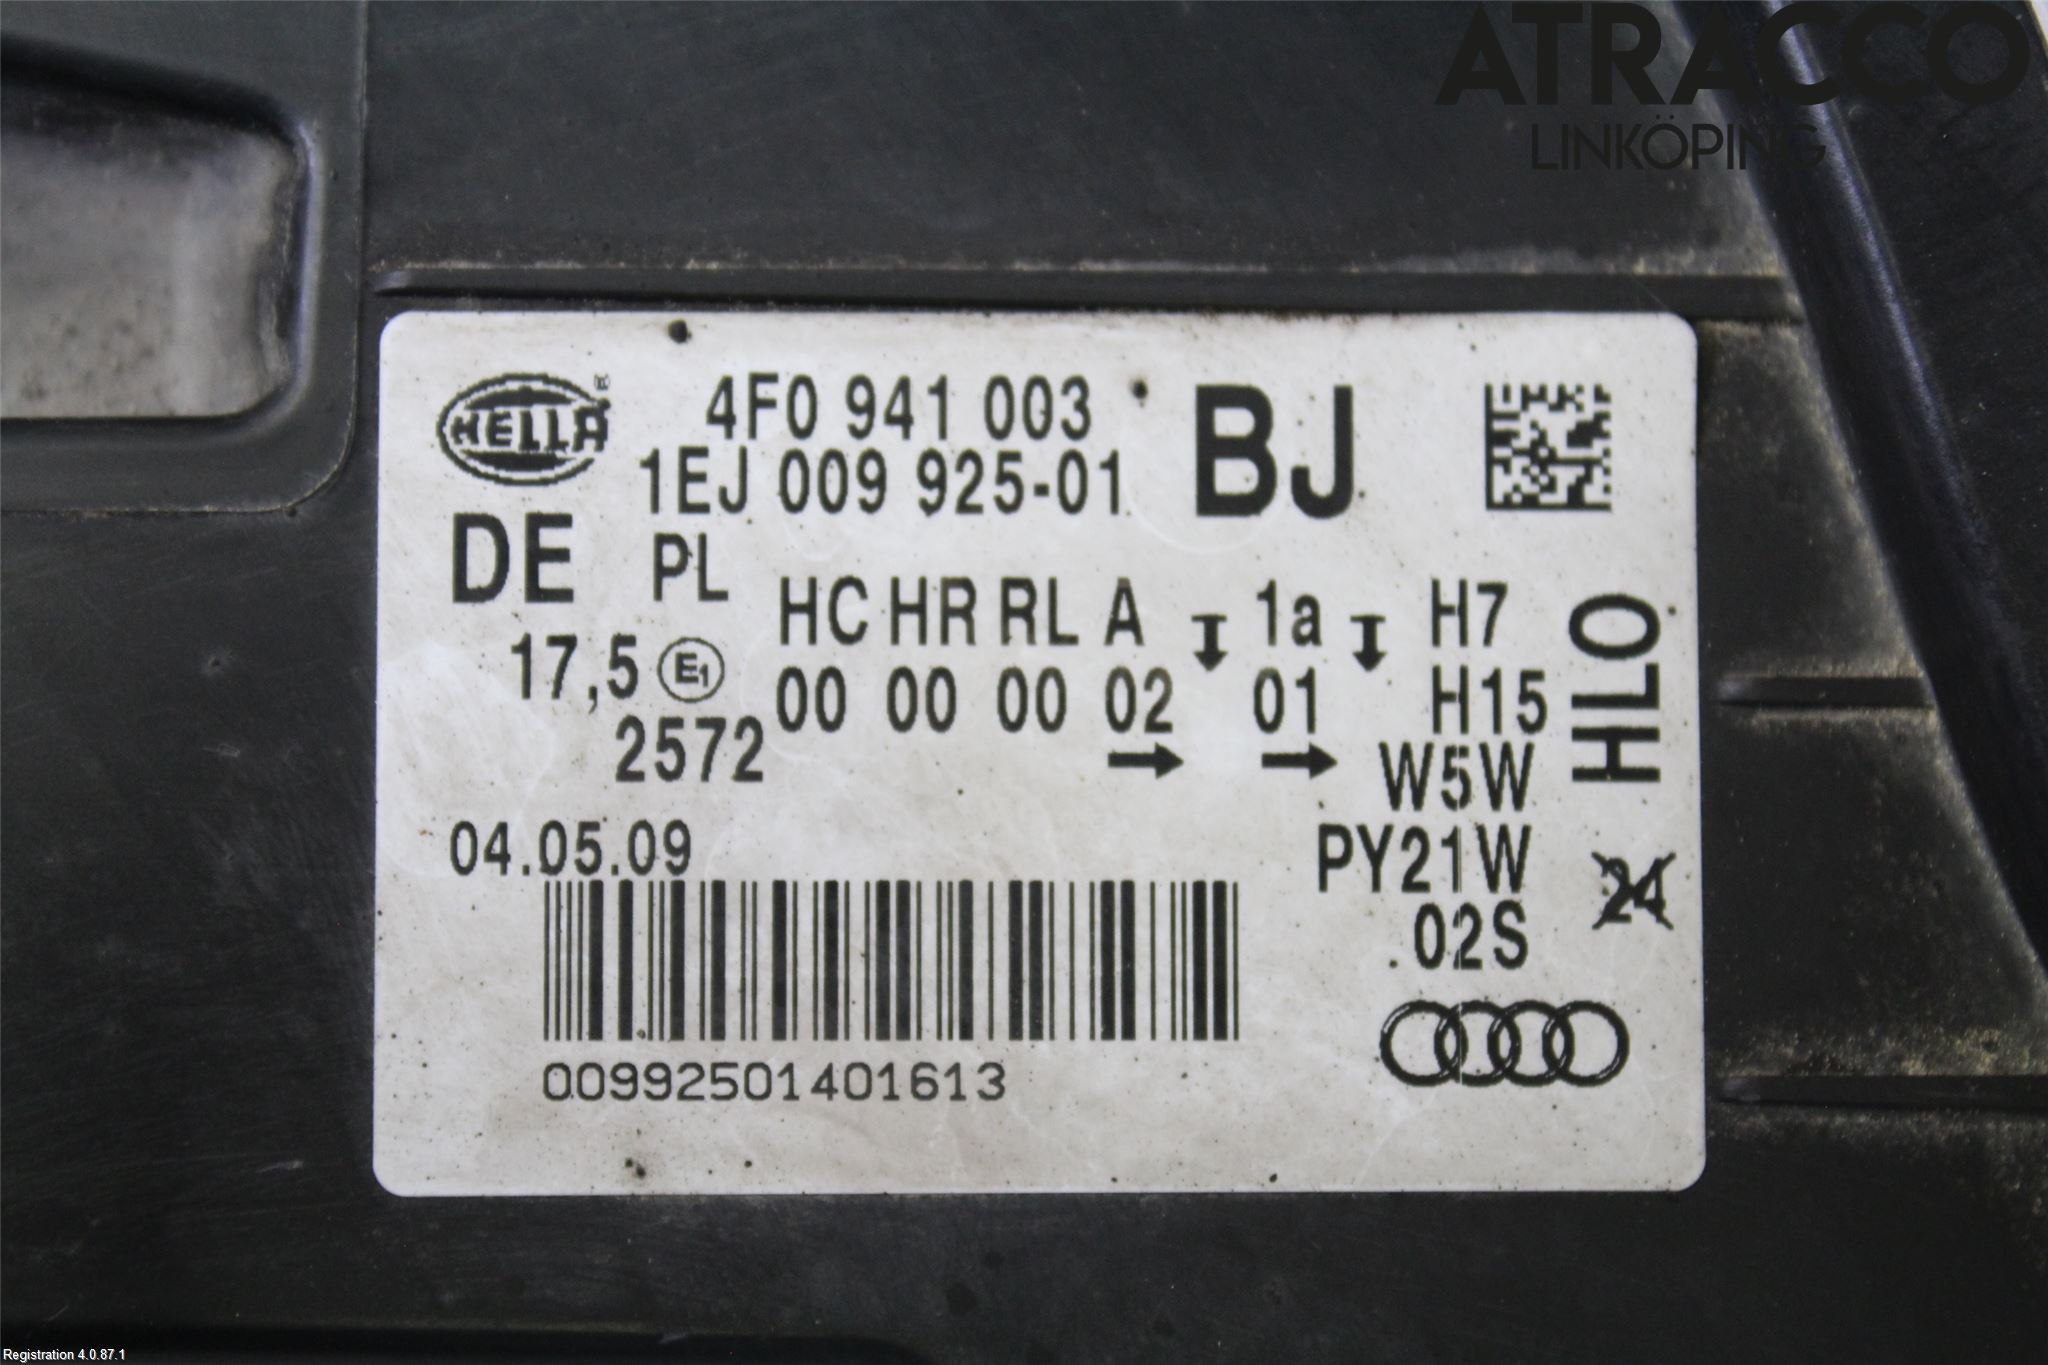 ATRACCO
LINKÖPING
HELLA ®
4F0 941 003 BJ
1EJ 009 925-01
DE PL
HC HR RL A 1a H7
17,5 E1 00 00 00 02 01 H15
2572
W5W
HLO
04.05.09
PY21W
24
02S
00992501401613
Registration 4.0.87.1